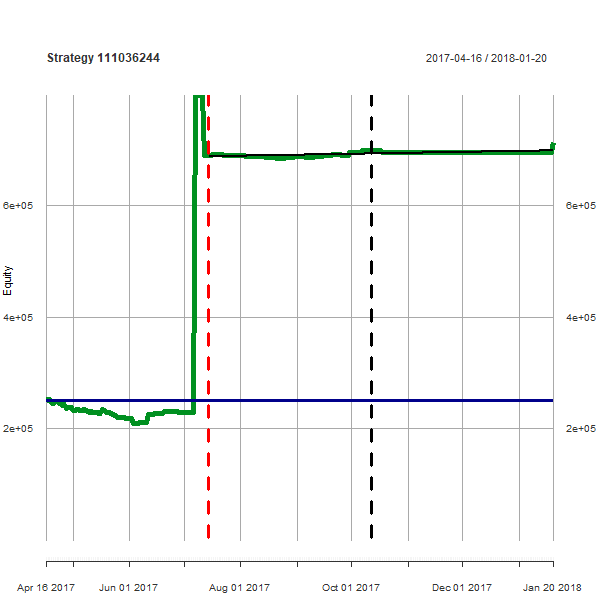 Strategy 111036244
2017-04-16 / 2018-01-20
Equity
6e+05
6e+05
4e+05
4e+05
2e+05
2e+05
Apr 16 2017
Jun 01 2017
Aug 01 2017
Oct 01 2017
Dec 01 2017
Jan 20 2018